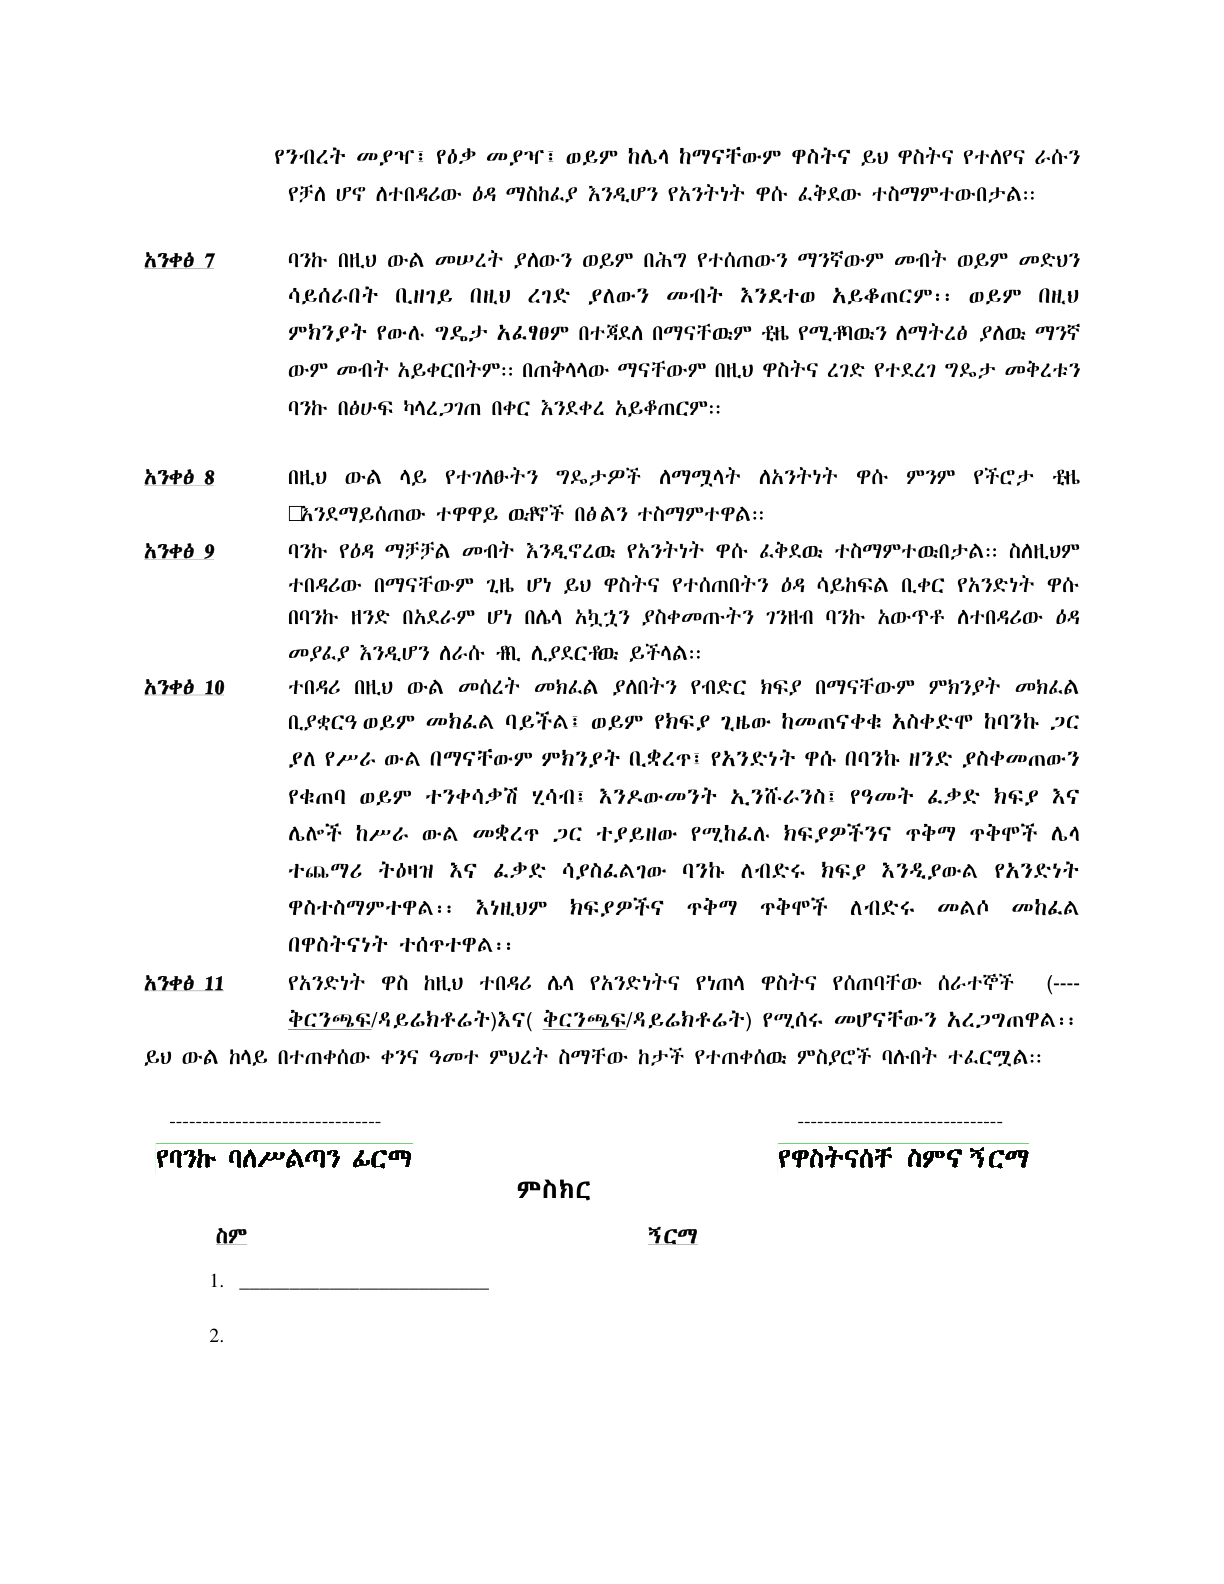 የንብረት መያዣ፤ የዕቃ መያዣ፤ ወይም ከሌላ ከማናቸውም ዋስትና ይህ ዋስትና የተለየና ራሱን
የቻለ ሆኖ ለተበዳሪው ዕዳ ማስከፈያ እንዲሆን የአንትነት ዋሱ ፈቅደው ተስማምተውበታል፡፡
አንቀፅ 7 ባንኩ በዚህ ውል መሠረት ያለውን ወይም በሕግ የተሰጠውን ማንኛውም መብት ወይም መድህን
ሳይሰራበት ቢዘገይ በዚህ ረገድ ያለውን መብት እንደተወ አይቆጠርም፡፡ ወይም በዚህ
ምክንያት የውሉ ግዴታ አፈፃፀም በተጓደለ በማናቸዉም ለማትረፅ ያለዉ ማንኛ
ውም መብት አይቀርበትም፡፡ በጠቅላላው ማናቸውም በዚህ ዋስትና ረገድ የተደረገ ግዴታ መቅረቱን
ባንኩ በፅሁፍ ካላረጋገጠ በቀር እንደቀረ አይቆጠርም፡፡
አንቀፅ 8 በዚህ ውል ላይ የተገለፁትን ግዴታዎች ለማሟላት ለአንትነት ዋሱ ምንም የችሮታ
እንደማይሰጠው ተዋዋይ በፅልን ተስማምተዋል፡፡
አንቀፅ 9 ባንኩ የዕዳ ማቻቻል መብት እንዲኖረዉ የአንትነት ዋሱ ፈቅደዉ ተስማምተዉበታል፡፡ ስለዚህም
ተበዳሪው በማናቸውም ጊዜ ሆነ ይህ ዋስትና የተሰጠበትን ዕዳ ሳይከፍል ቢቀር የአንድነት ዋሱ
በባንኩ ዘንድ በአደራም ሆነ በሌላ አኳኋን ያስቀመጡትን ገንዘብ ባንኩ አውጥቶ ለተበዳሪው ዕዳ
መያፈያ እንዲሆን ለራሱ ይችላል፡፡
አንቀፅ 10 ተበዳሪ በዚህ ውል መሰረት መክፈል ያለበትን የብድር ክፍያ በማናቸውም ምክንያት መክፈል
ቢያቋርዓ ወይም መክፈል ባይችል፤ ወይም የክፍያ ጊዜው ከመጠናቀቁ አስቀድሞ ከባንኩ ጋር
ያለ የሥራ ውል በማናቸውም ምክንያት ቢቋረጥ፤ የአንድነት ዋሱ በባንኩ ዘንድ ያስቀመጠውን
የቁጠባ ወይም ተንቀሳቃሽ ሂሳብ፤ እንዶውመንት ኢንሹራንስ፤ የዓመት ፈቃድ ክፍያ እና
ሌሎች ከሥራ ውል መቋረጥ ጋር ተያይዘው የሚከፈሉ ክፍያዎችንና ጥቅማ ጥቅሞች ሌላ
ተጨማሪ ትዕዛዝ እና ፈቃድ ሳያስፈልገው ባንኩ ለብድሩ ክፍያ እንዲያውል የአንድነት
ዋስተስማምተዋል፡፡ እነዚህም ክፍያዎችና ጥቅማ ጥቅሞች ለብድሩ መልሶ መከፈል
በዋስትናነት ተሰጥተዋል፡፡
አንቀፅ 11 የአንድነት ዋስ ከዚህ ተበዳሪ ሌላ የአንድነትና የነጠላ ዋስትና የሰጠባቸው ሰራተኞች (----
ቅርንጫፍ/ዳይሬክቶሬት)እና( ቅርንጫፍ/ዳይሬክቶሬት) የሚሰሩ መሆናቸውን አረጋግጠዋል፡፡
ይህ ውል ከላይ በተጠቀሰው ቀንና ዓመተ ምህረት ስማቸው ከታች የተጠቀሰዉ ምስያሮች ባሉበት ተፈርሟል፡፡
-------------------------------- -------------------------------
የባንኩ ባለሥልጣን ፊርማ የዋስትናሰቸ ስምና ኝርማ
ምስክር
ስም ኝርማ
1. _________________________
2.